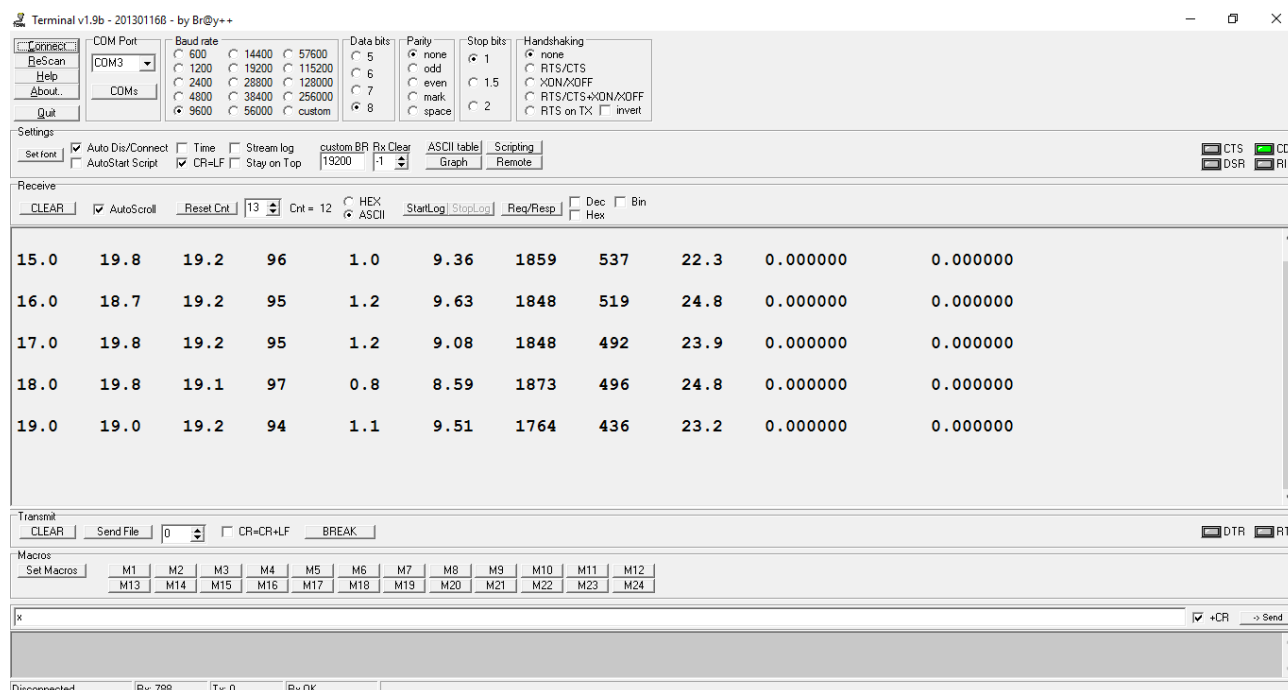 Terminal v1.9b - 20130116ß - by Br@y++
Connect
ReScan
Help
About..
Quit
COM Port
COM3
COMs
Baud rate
600 14400 57600
1200 19200 115200
2400 28800 128000
4800 38400 256000
9600 56000 custom
Data bits
5
6
7
8
Parity
none
odd
even
mark
space
Stop bits
1
1.5
2
Handshaking
none
RTS/CTS
XON/XOFF
RTS/CTS+XON/XOFF
RTS on TX invert
Settings
Set font
Auto Dis/Connect Time Stream log
AutoStart Script CR=LF Stay on Top
custom BR Rx Clear
19200 -1
ASCII table Scripting
Graph Remote
CTS CD
DSR RI
Receive
CLEAR AutoScroll Reset Cnt 13 Cnt = 12
HEX
ASCII
StartLog StopLog Req/Resp
Dec Bin
Hex
15.0 19.8 19.2 96 1.0 9.36 1859 537 22.3 0.000000 0.000000
16.0 18.7 19.2 95 1.2 9.63 1848 519 24.8 0.000000 0.000000
17.0 19.8 19.2 95 1.2 9.08 1848 492 23.9 0.000000 0.000000
18.0 19.8 19.1 97 0.8 8.59 1873 496 24.8 0.000000 0.000000
19.0 19.0 19.2 94 1.1 9.51 1764 436 23.2 0.000000 0.000000
Transmit
CLEAR Send File 0 CR=CR+LF BREAK DTR RT
Macros
Set Macros M1 M2 M3 M4 M5 M6 M7 M8 M9 M10 M11 M12
M13 M14 M15 M16 M17 M18 M19 M20 M21 M22 M23 M24
x +CR -> Send
Disconnected Rx: 788 Tx: 0 Rx OK